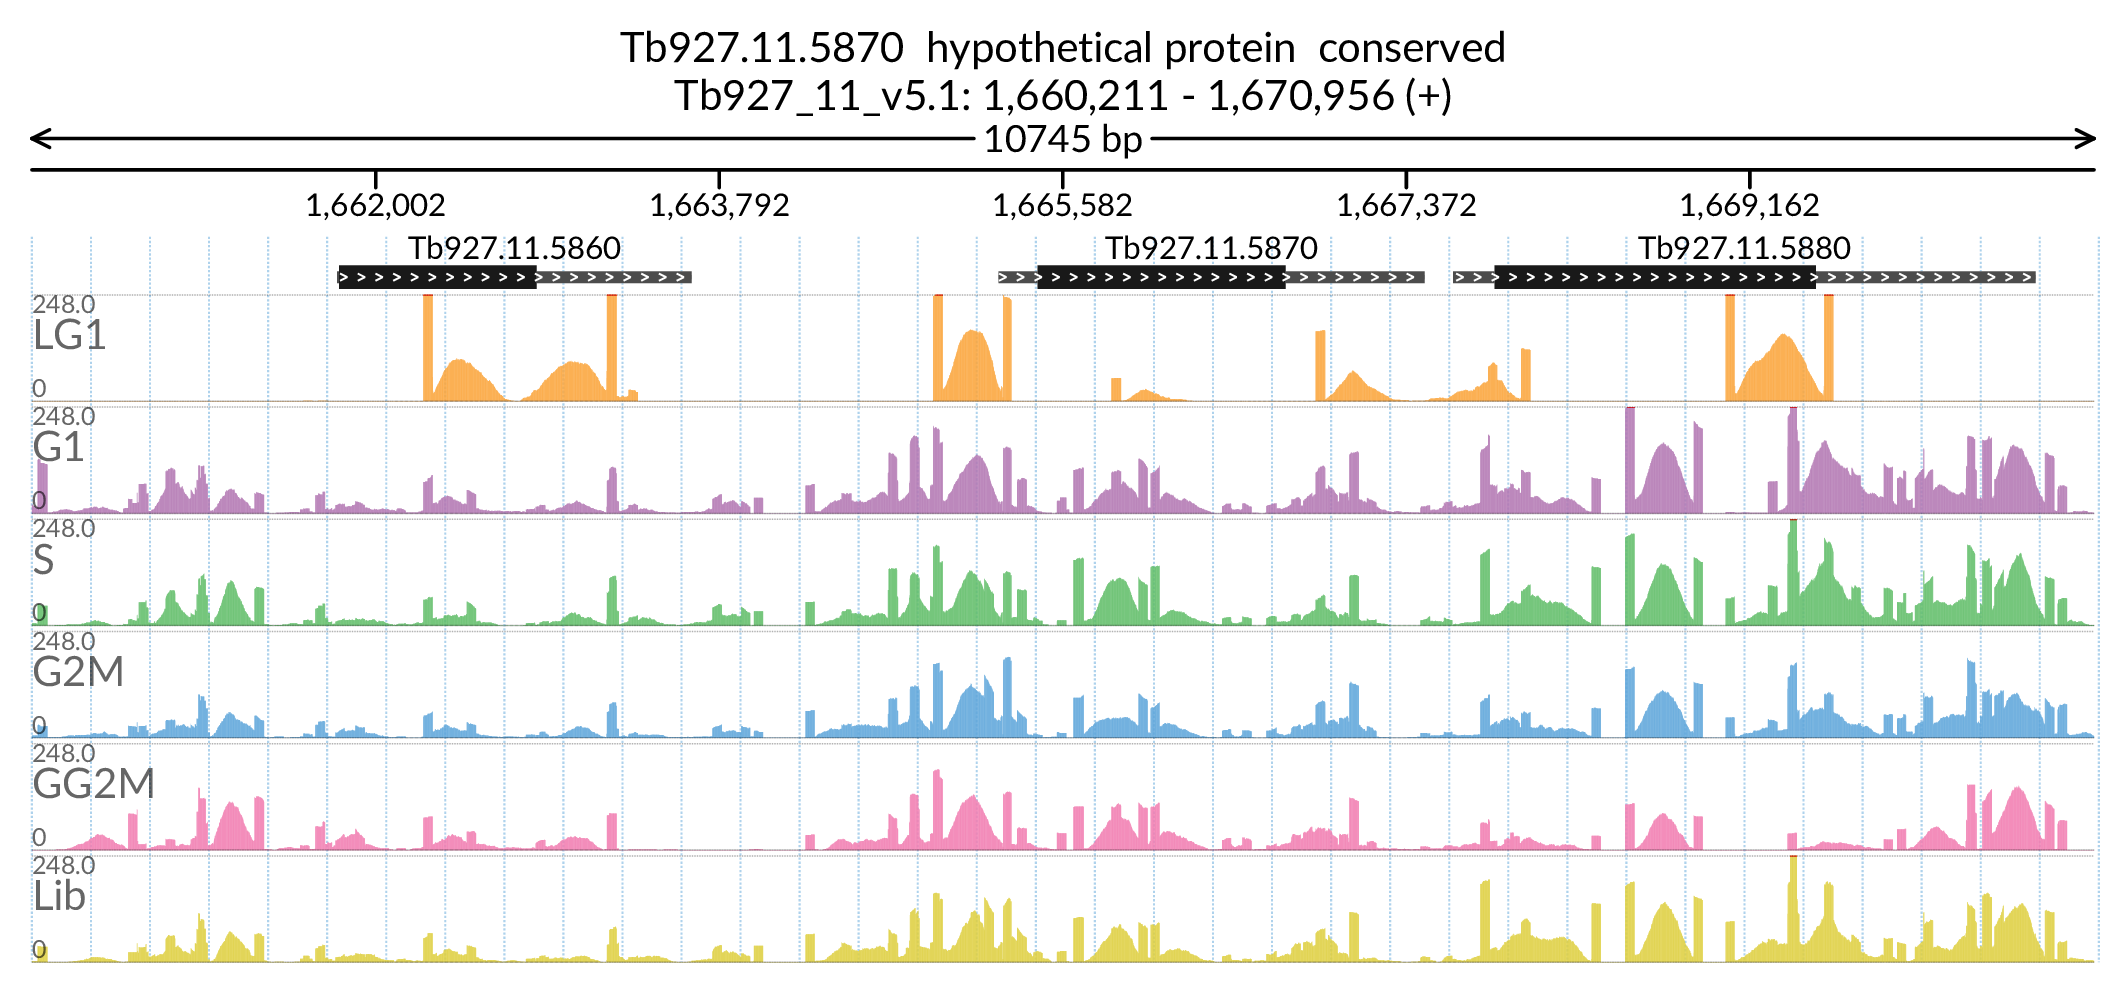 Tb927.11.5870 hypothetical protein conserved
Tb927_11_v5.1: 1,660,211 - 1,670,956 (+)
10745 bp
1,662,002 1,663,792 1,665,582 1,667,372 1,669,162
Tb927.11.5860 Tb927.11.5870 Tb927.11.5880
248.0
LG1
0
248.0
G1
0
248.0
S
0
248.0
G2M
0
248.0
GG2M
0
248.0
Lib
0